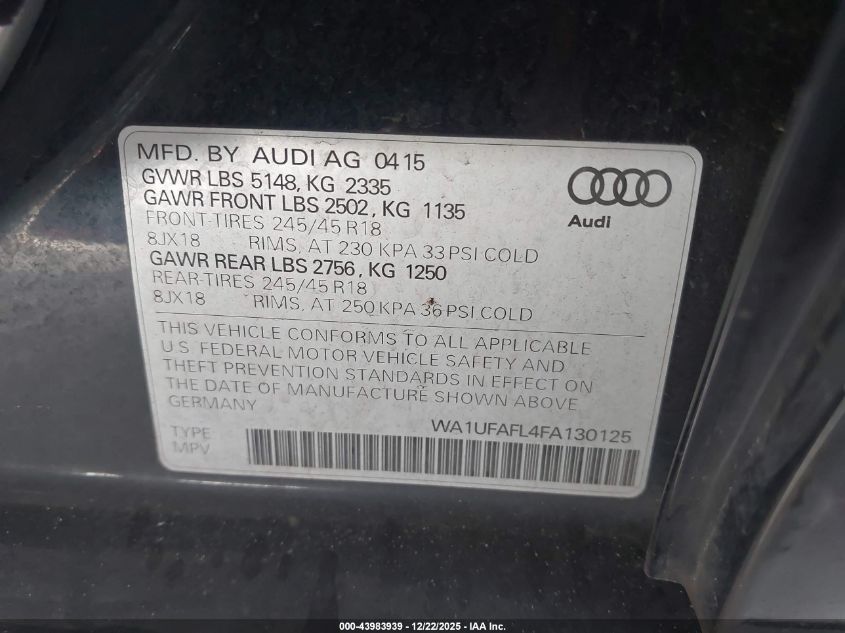 MFD. BY AUDI AG 0415
GVWR LBS 5148, KG 2335
GAWR FRONT LBS 2502, KG 1135
FRONT-TIRES 245/45 R18
8JX18 RIMS, AT 230 KPA 33 PSI COLD
GAWR REAR LBS 2756, KG 1250
REAR-TIRES 245/45 R18
8JX18 RIMS, AT 250 KPA 36 PSI COLD
Audi
THIS VEHICLE CONFORMS TO ALL APPLICABLE
U.S. FEDERAL MOTOR VEHICLE SAFETY AND
THEFT PREVENTION STANDARDS IN EFFECT ON
THE DATE OF MANUFACTURE SHOWN ABOVE
GERMANY
WA1UFAFL4FA130125
TYPE
MPV
000-43983939 - 12/22/2025 - IAA Inc.